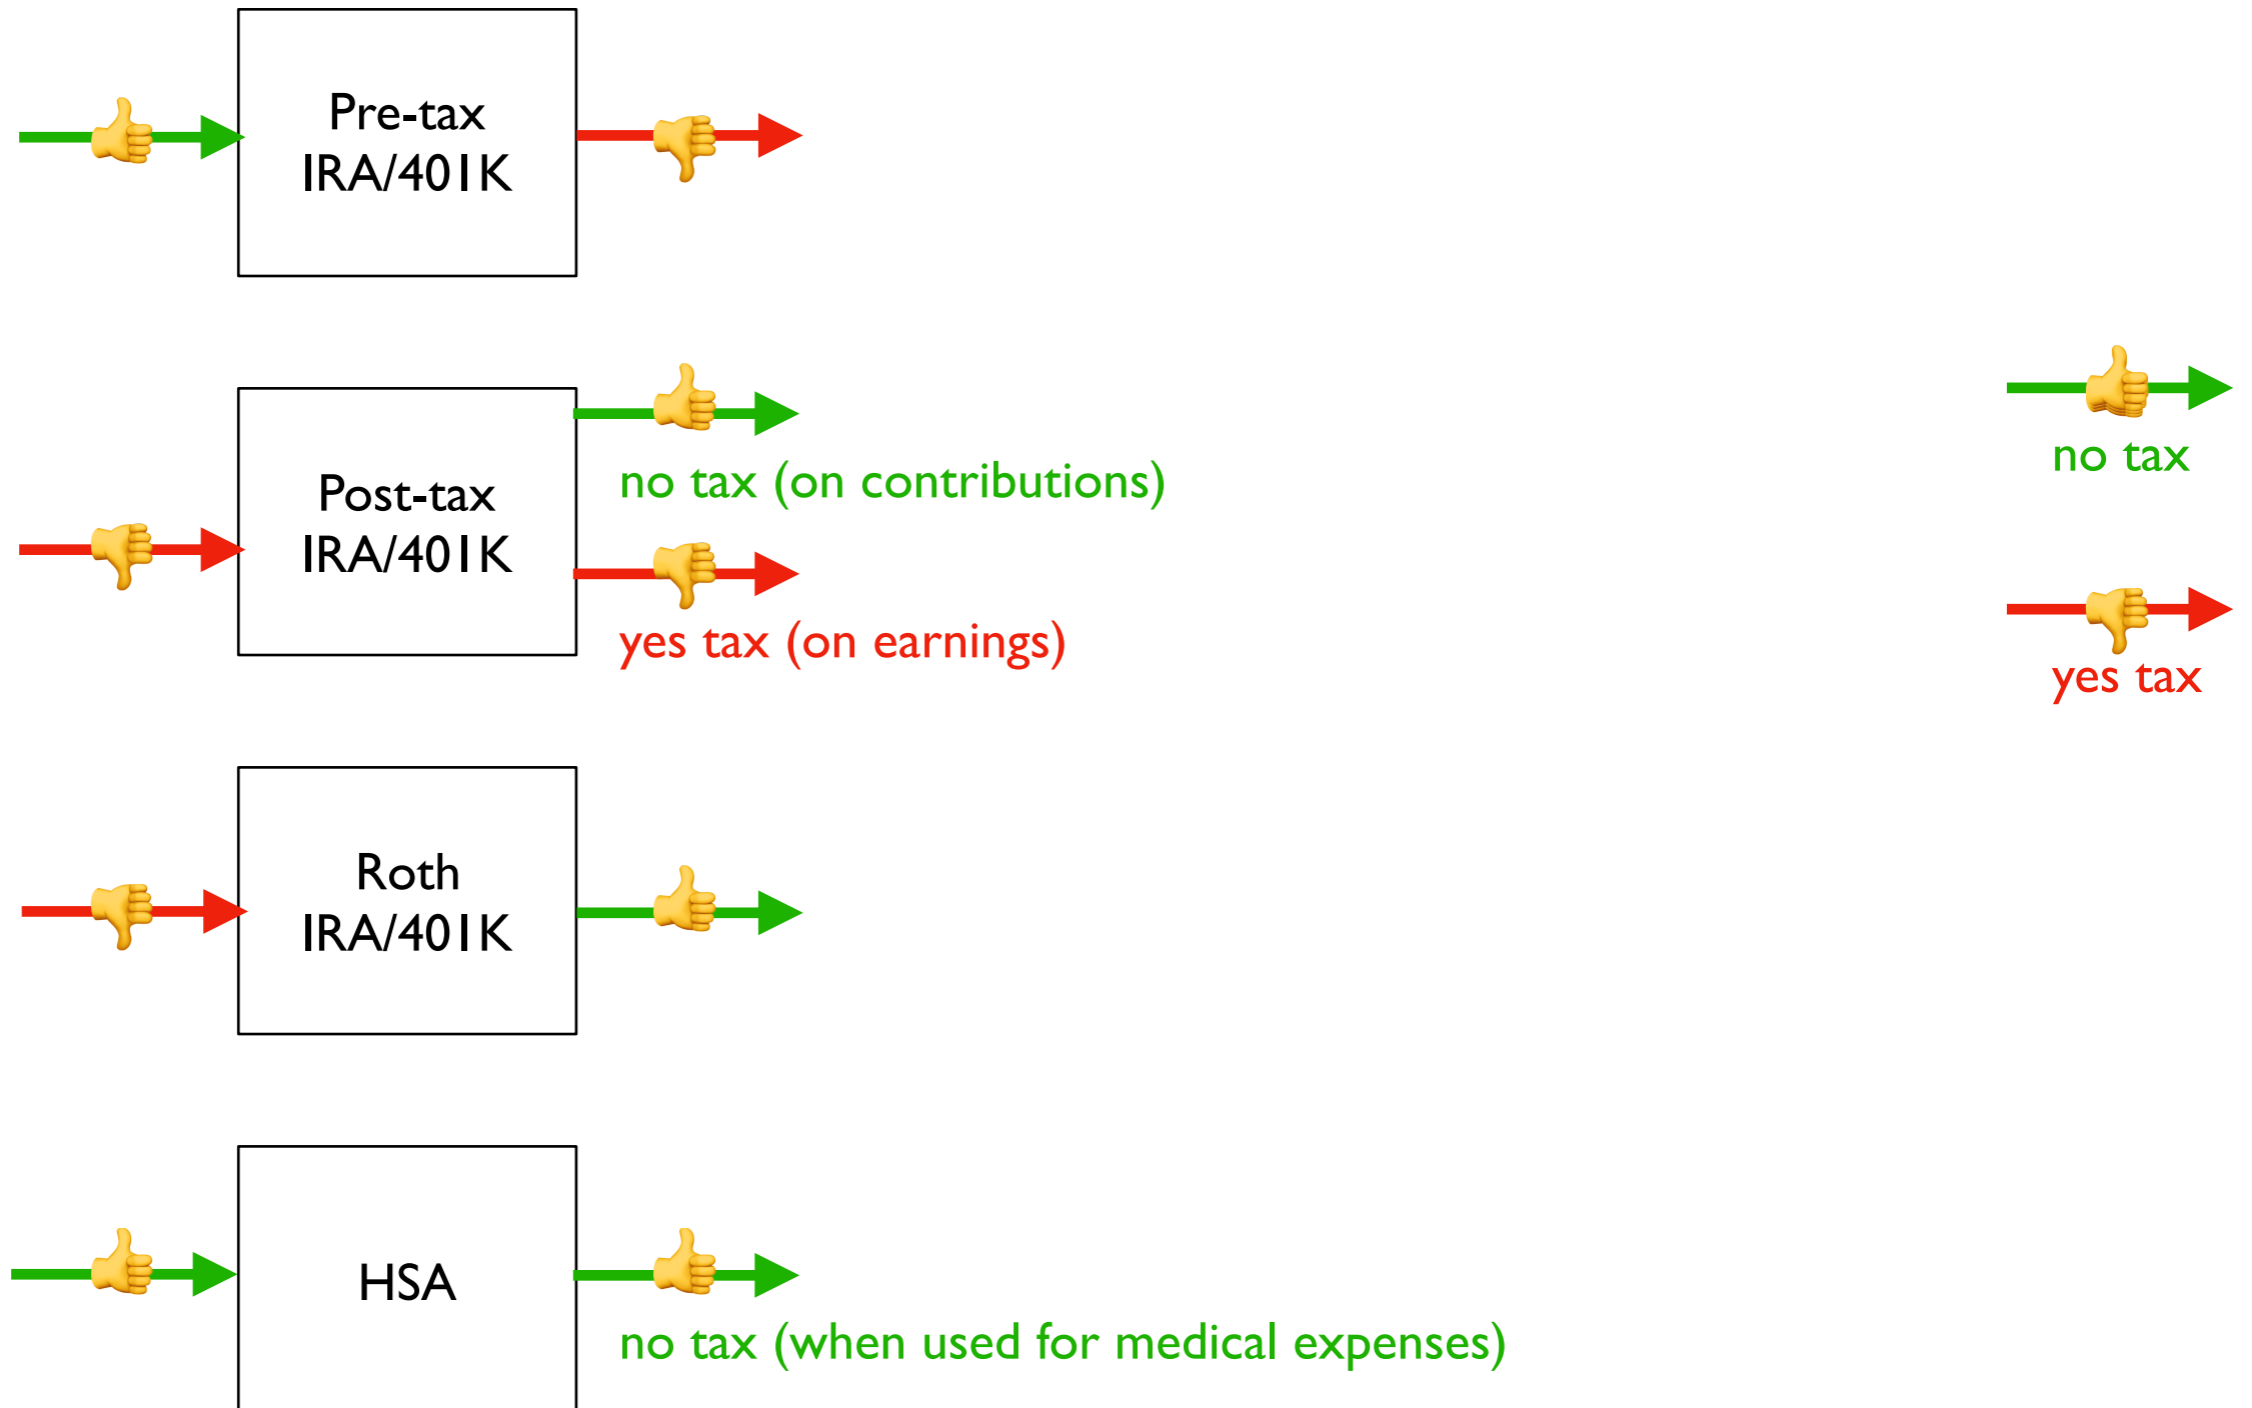 Pre-tax
IRA/401K
Post-tax
IRA/401K
no tax (on contributions)
yes tax (on earnings)
no tax
yes tax
Roth
IRA/401K
HSA
no tax (when used for medical expenses)